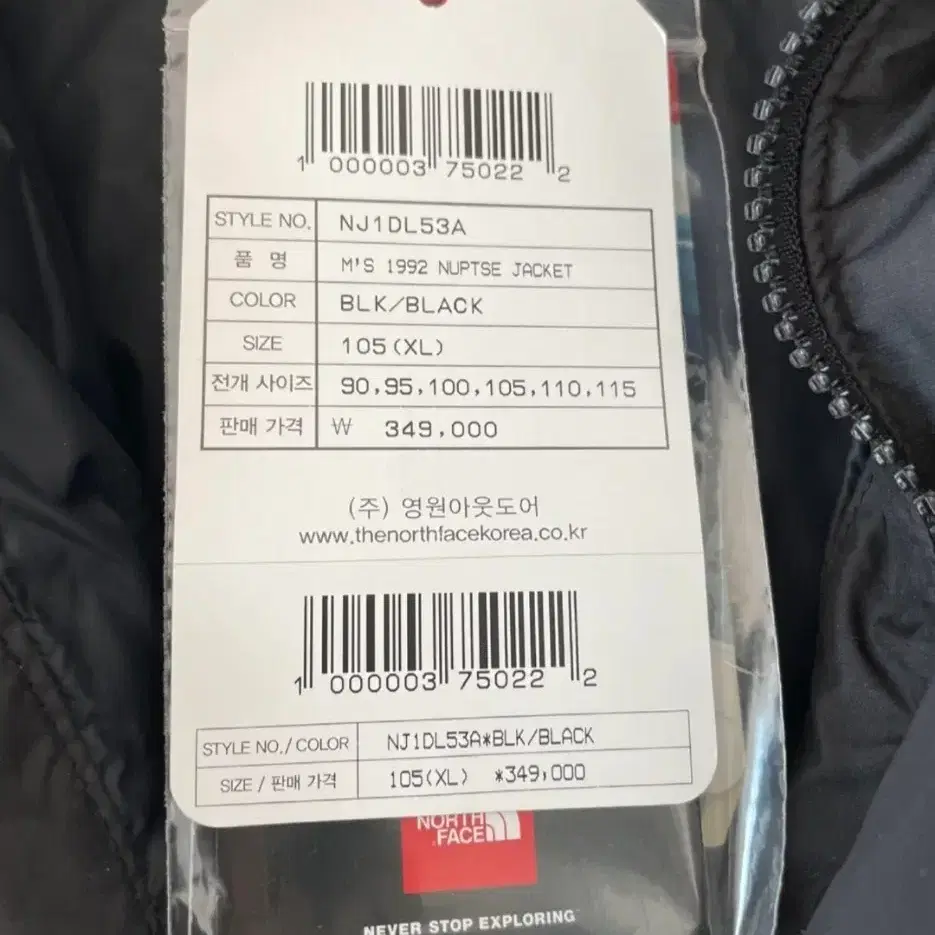 1 000003 75022 2
STYLE NO. NJ1DL53A
품 명 M'S 1992 NUPTSE JACKET
COLOR BLK/BLACK
SIZE 105(XL)
전개 사이즈 90,95,100,105,110,115
판매 가격 ₩ 349,000
(주) 영원아웃도어
www.thenorthfacekorea.co.kr
1 000003 75022 2
STYLE NO./COLOR NJ1DL53A*BLK/BLACK
SIZE / 판매 가격 105(XL) *349,000
NORTH
FACE
NEVER STOP EXPLORING